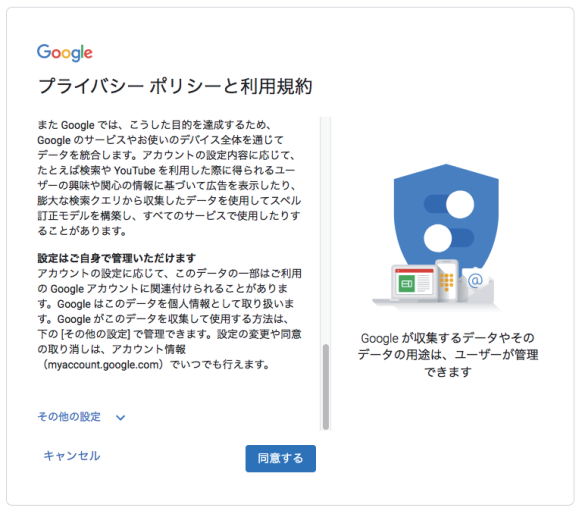 Google
プライバシー ポリシーと利用規約
また Google では、こうした目的を達成するため、
Google のサービスやお使いのデバイス全体を通じて
データを統合します。アカウントの設定内容に応じて、
たとえば検索や YouTube を利用した際に得られるユー
ザーの興味や関心の情報に基づいて広告を表示したり、
膨大な検索クエリから収集したデータを使用してスペル
訂正モデルを構築し、すべてのサービスで使用したりす
ることがあります。
設定はご自身で管理いただけます
アカウントの設定に応じて、このデータの一部はご利用
の Google アカウントに関連付けられることがありま
す。Google はこのデータを個人情報として取り扱いま
す。Google がこのデータを収集して使用する方法は、
下の [その他の設定] で管理できます。設定の変更や同意
の取り消しは、アカウント情報
（myaccount.google.com）でいつでも行えます。
その他の設定
キャンセル
同意する
@
Google が収集するデータやその
データの用途は、ユーザーが管理
できます